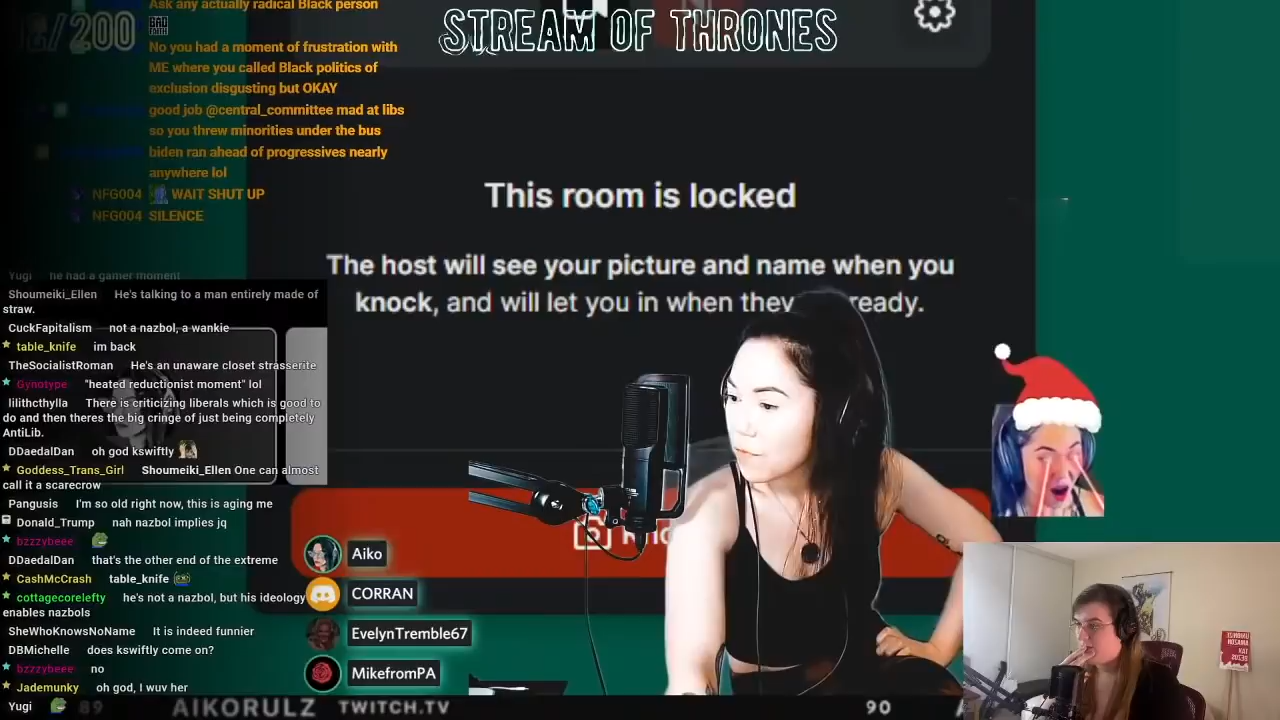 /200
STREAM OF THRONES
Ask any actually radical Black person
No you had a moment of frustration with
ME where you called Black politics of
exclusion disgusting but OKAY
good job @central_committee mad at libs
so you threw minorities under the bus
biden ran ahead of progressives nearly
anywhere lol
NFG004 WAIT SHUT UP
NFG004 SILENCE
This room is locked
The host will see your picture and name when you
knock, and will let you in when they ready.
Yugi he had a gamer moment
Shoumeiki_Ellen He's talking to a man entirely made of
straw.
CuckFapitalism not a nazbol, a wankie
table_knife im back
TheSocialistRoman He's an unaware closet strasserite
Gynotype "heated reductionist moment" lol
lilithcthylla There is criticizing liberals which is good to
do and then theres the big cringe of just being completely
AntiLib.
DDaedalDan oh god kswiftly
Goddess_Trans_Girl Shoumeiki_Ellen One can almost
call it a scarecrow
Pangusis I'm so old right now, this is aging me
Donald_Trump nah nazbol implies jq
bzzzybeee
DDaedalDan that's the other end of the extreme
CashMcCrash table_knife
cottagecorelefty he's not a nazbol, but his ideology
enables nazbols
SheWhoKnowsNoName It is indeed funnier
DBMichelle does kswiftly come on?
bzzzybeee no
Jademunky oh god, I wuv her
Yugi
Aiko
CORRAN
EvelynTremble67
MikefromPA
89 AIKORULZ TWITCH.TV 90